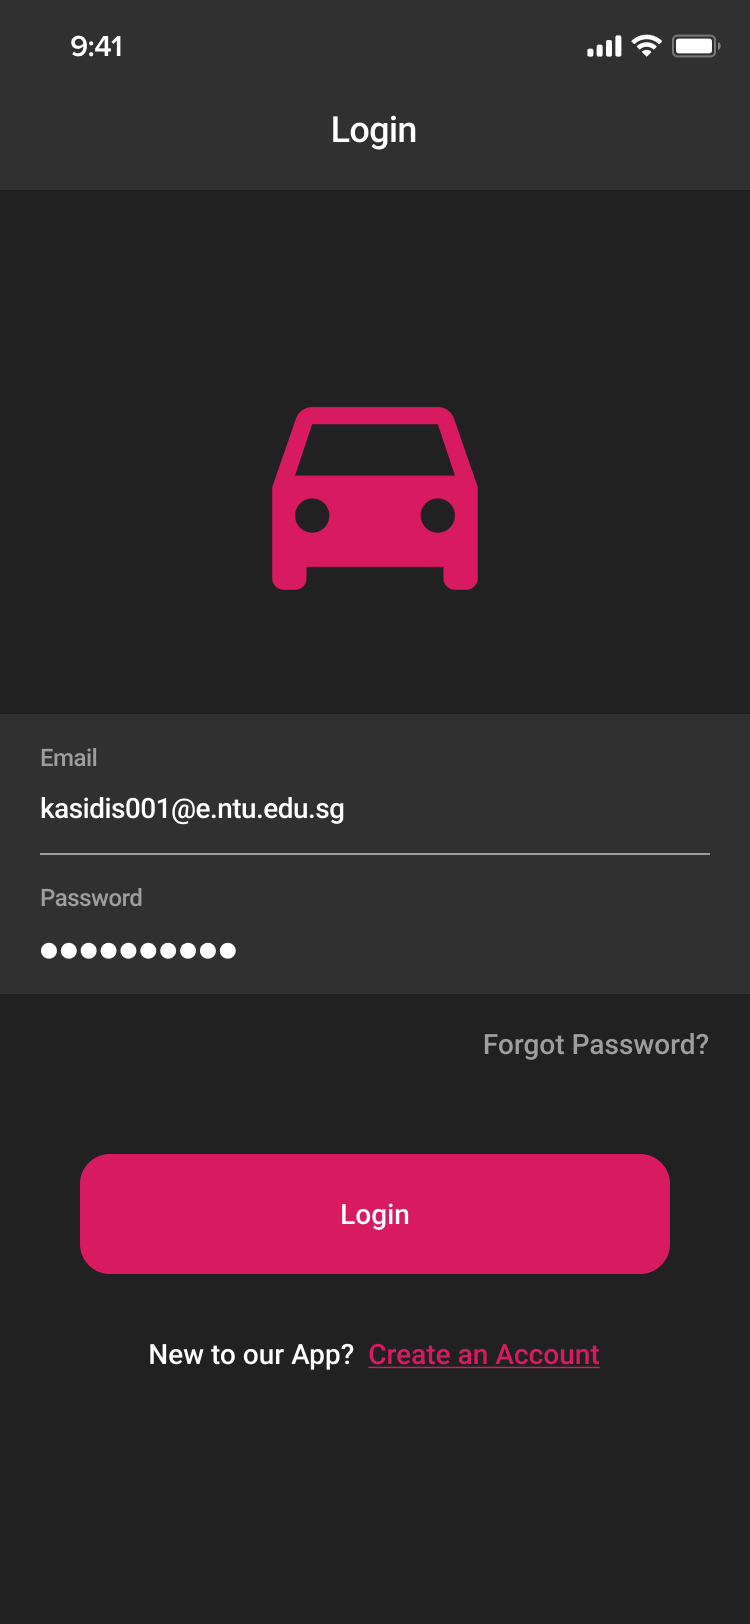 9:41
Login
Email
kasidis001@e.ntu.edu.sg
Password
●●●●●●●●●●
Forgot Password?
Login
New to our App? Create an Account